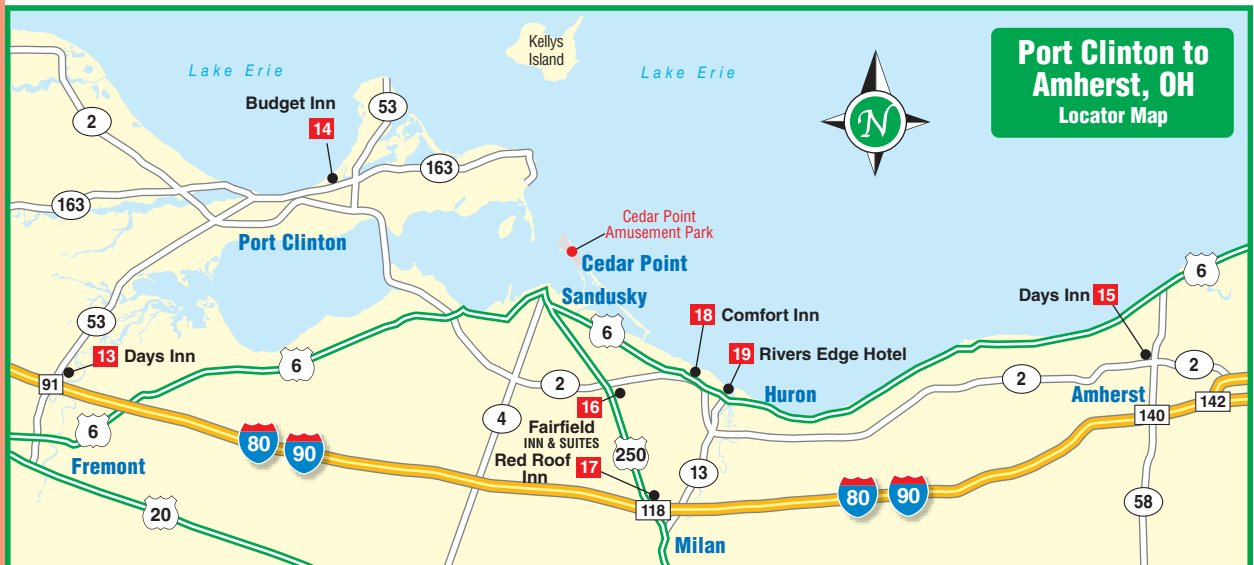 Port Clinton to
Amherst, OH
Locator Map
Kellys
Island
Lake Erie
Lake Erie
N
Budget Inn
14
53
2
163
163
Port Clinton
Cedar Point
Amusement Park
Cedar Point
Sandusky
6
6
Days Inn 15
18 Comfort Inn
19 Rivers Edge Hotel
Huron
53
13 Days Inn
91
6
6
2
2
2
Amherst
140
142
16
Fairfield
INN & SUITES
Red Roof
Inn
17
250
4
80
90
118
13
80
90
58
Fremont
20
Milan